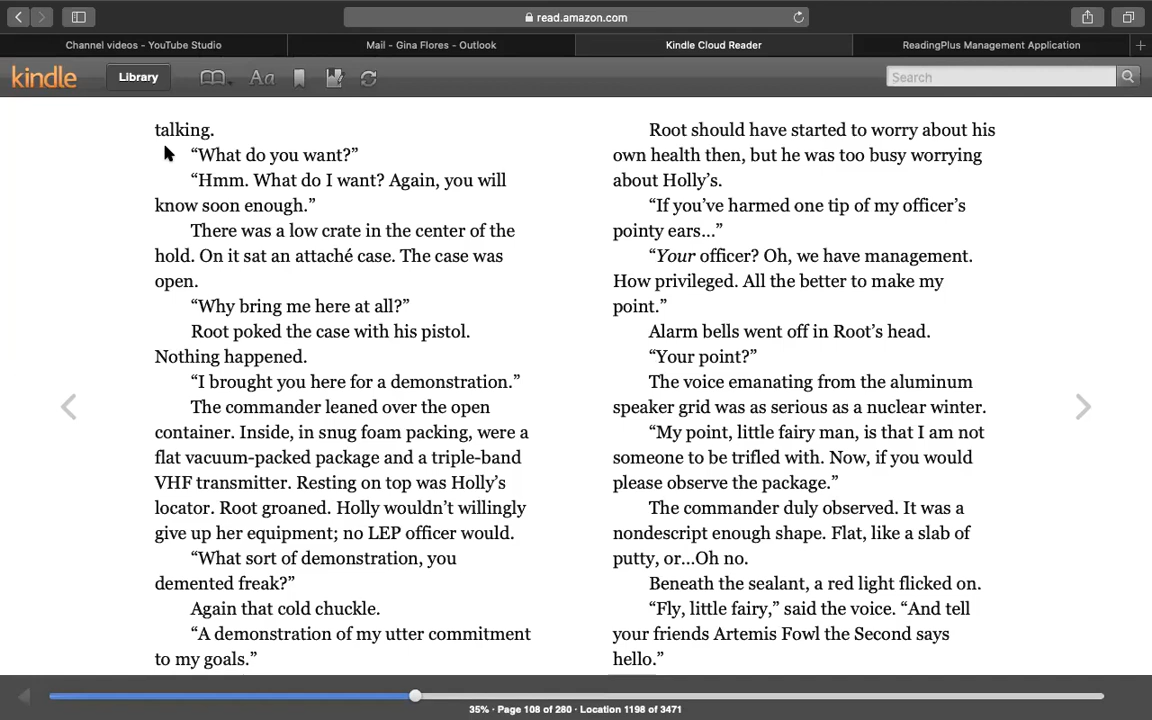 read.amazon.com
Channel videos - YouTube Studio
Mail - Gina Flores - Outlook
Kindle Cloud Reader
ReadingPlus Management Application
kindle
Library
Aa
Search
talking.
“What do you want?”
“Hmm. What do I want? Again, you will
know soon enough.”
There was a low crate in the center of the
hold. On it sat an attaché case. The case was
open.
“Why bring me here at all?”
Root poked the case with his pistol.
Nothing happened.
“I brought you here for a demonstration.”
The commander leaned over the open
container. Inside, in snug foam packing, were a
flat vacuum-packed package and a triple-band
VHF transmitter. Resting on top was Holly’s
locator. Root groaned. Holly wouldn’t willingly
give up her equipment; no LEP officer would.
“What sort of demonstration, you
demented freak?”
Again that cold chuckle.
“A demonstration of my utter commitment
to my goals.”
Root should have started to worry about his
own health then, but he was too busy worrying
about Holly’s.
“If you’ve harmed one tip of my officer’s
pointy ears...”
“Your officer? Oh, we have management.
How privileged. All the better to make my
point.”
Alarm bells went off in Root’s head.
“Your point?”
The voice emanating from the aluminum
speaker grid was as serious as a nuclear winter.
“My point, little fairy man, is that I am not
someone to be trifled with. Now, if you would
please observe the package.”
The commander duly observed. It was a
nondescript enough shape. Flat, like a slab of
putty, or...Oh no.
Beneath the sealant, a red light flicked on.
“Fly, little fairy,” said the voice. “And tell
your friends Artemis Fowl the Second says
hello.”
35% · Page 108 of 280 · Location 1198 of 3471